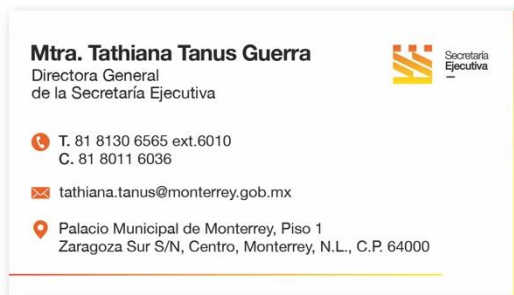 Mtra. Tathiana Tanus Guerra
Directora General
de la Secretaría Ejecutiva
Secretaría
Ejecutiva
T. 81 8130 6565 ext.6010
C. 81 8011 6036
tathiana.tanus@monterrey.gob.mx
Palacio Municipal de Monterrey, Piso 1
Zaragoza Sur S/N, Centro, Monterrey, N.L., C.P. 64000